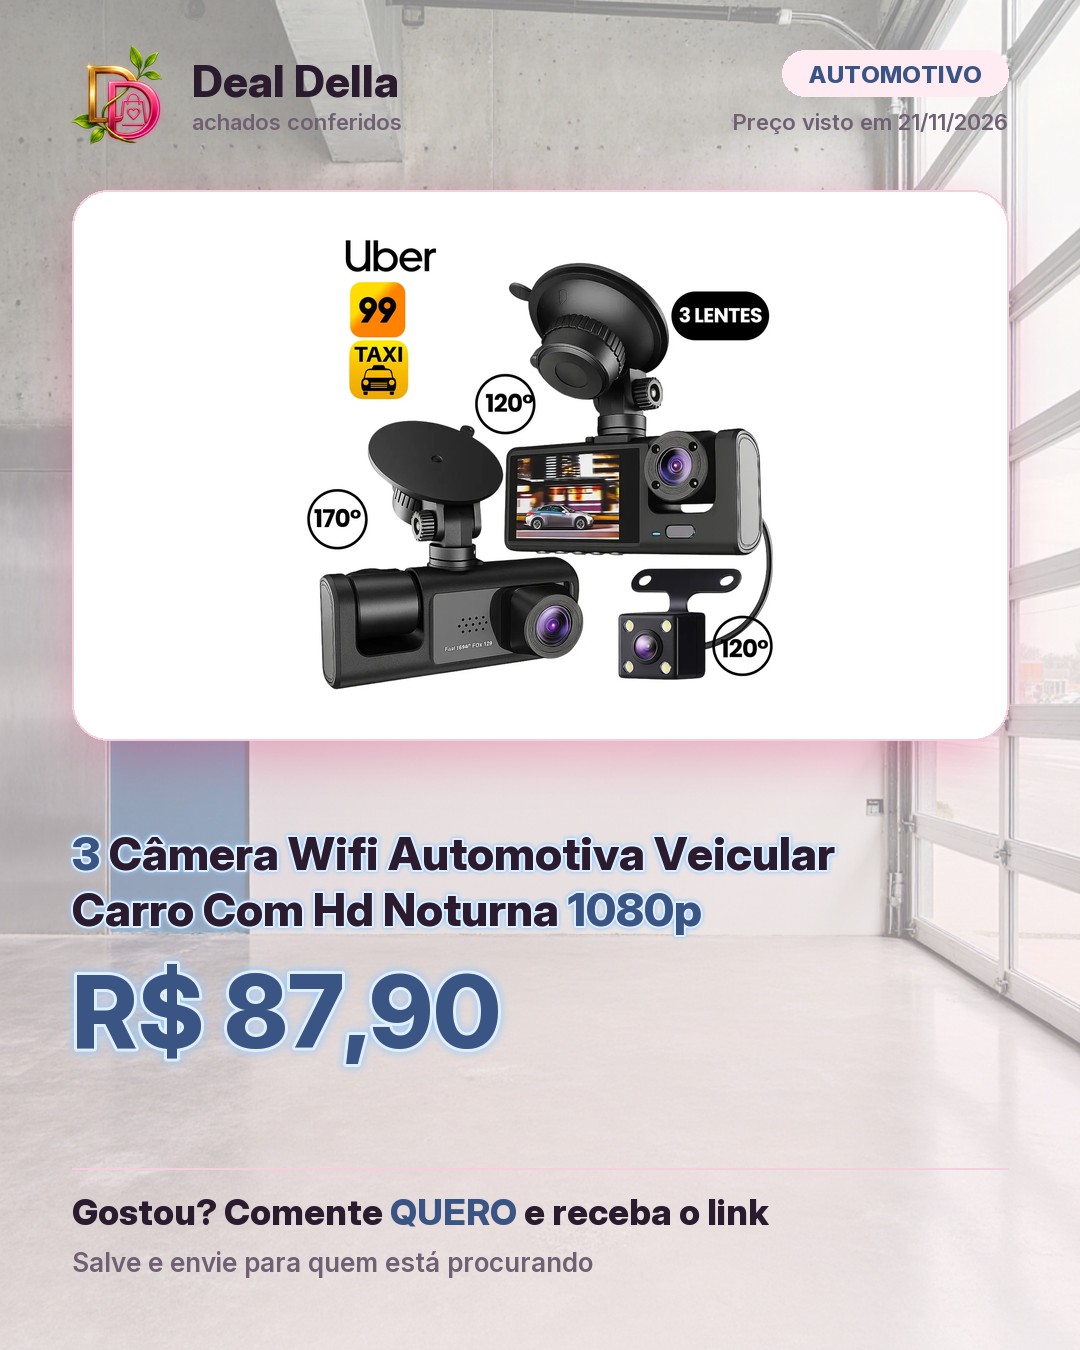 Deal Della
achados conferidos
AUTOMOTIVO
Preço visto em 21/11/2026
Uber
99
TAXI
3 LENTES
120º
170º
120º
3 Câmera Wifi Automotiva Veicular
Carro Com Hd Noturna 1080p
R$ 87,90
Gostou? Comente QUERO e receba o link
Salve e envie para quem está procurando